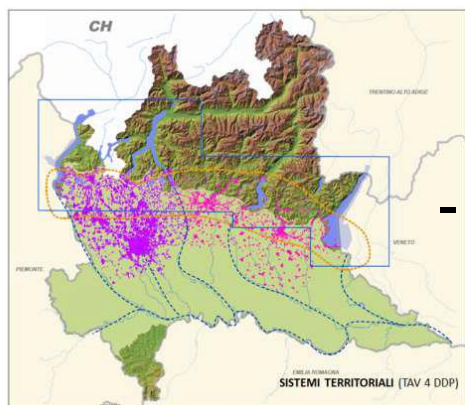 CH
TRENTINO ALTO ADIGE
PIEMONTE
VENETO
EMILIA ROMAGNA
SISTEMI TERRITORIALI (TAV 4 DDP)
-